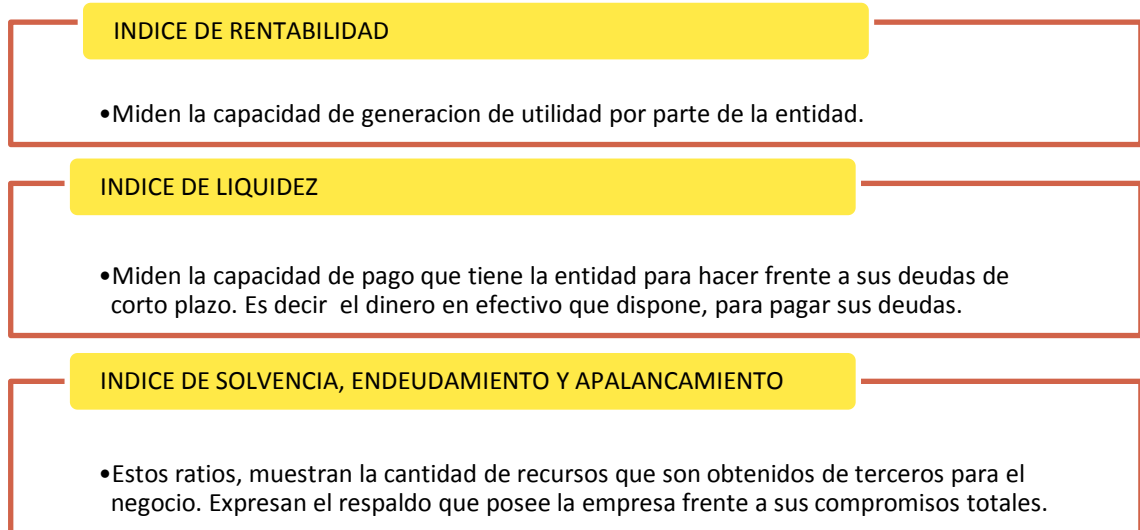 INDICE DE RENTABILIDAD
•Miden la capacidad de generacion de utilidad por parte de la entidad.
INDICE DE LIQUIDEZ
•Miden la capacidad de pago que tiene la entidad para hacer frente a sus deudas de
corto plazo. Es decir  el dinero en efectivo que dispone, para pagar sus deudas.
INDICE DE SOLVENCIA, ENDEUDAMIENTO Y APALANCAMIENTO
•Estos ratios, muestran la cantidad de recursos que son obtenidos de terceros para el
negocio. Expresan el respaldo que posee la empresa frente a sus compromisos totales.